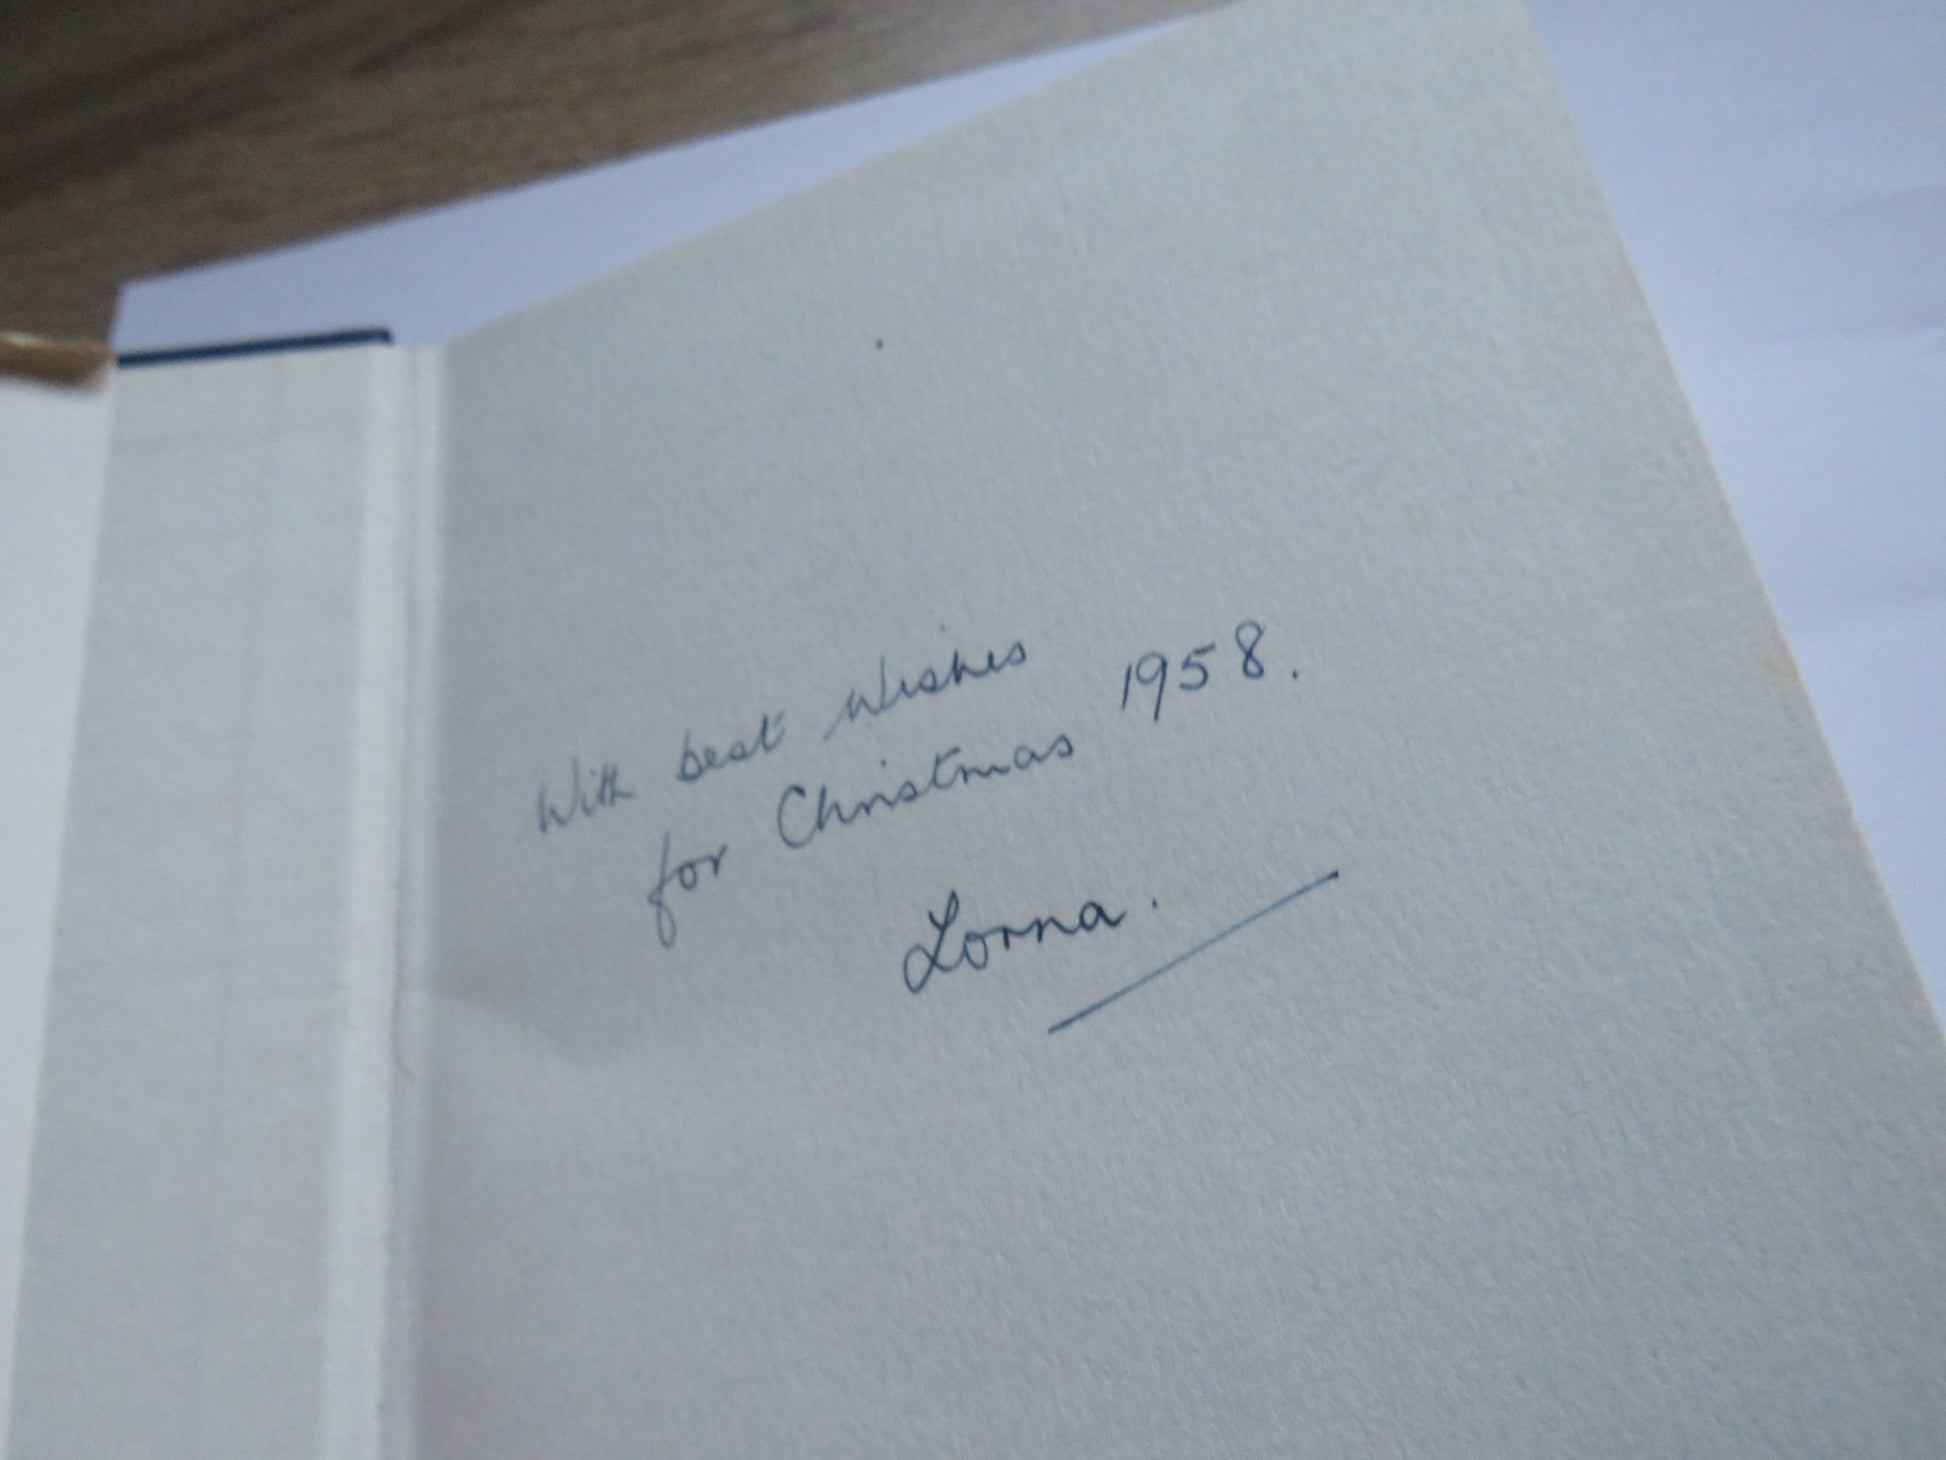 With best wishes
for Christmas 1958.
Lorna.